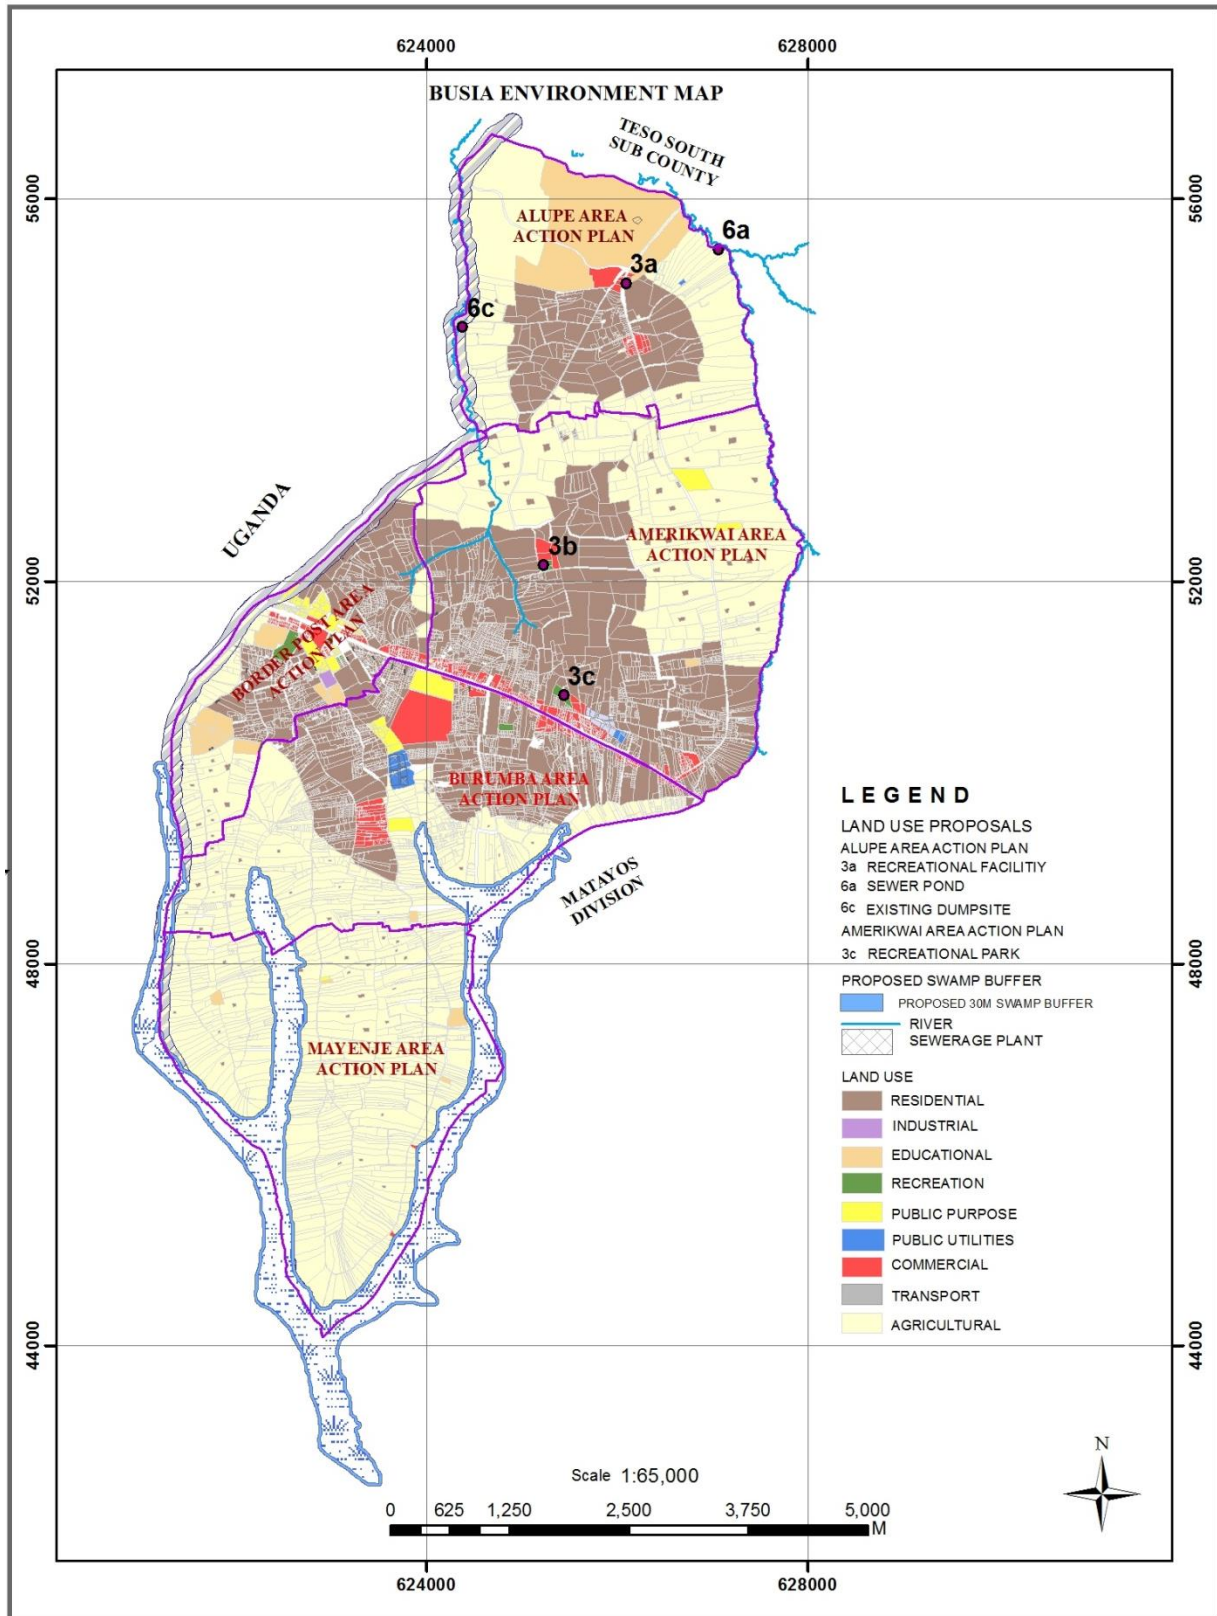 624000
628000
BUSIA ENVIRONMENT MAP
TESO SOUTH
SUB COUNTY
56000
56000
ALUPE AREA
ACTION PLAN
6a
3a
6c
UGANDA
AMERIKWAI AREA
ACTION PLAN
3b
52000
52000
BORDER POST AREA
ACTION PLAN
3c
BURUMBA AREA
ACTION PLAN
MATAYOS
DIVISION
48000
48000
MAYENJE AREA
ACTION PLAN
44000
44000
LEGEND
LAND USE PROPOSALS
ALUPE AREA ACTION PLAN
3a RECREATIONAL FACILITIY
6a SEWER POND
6c EXISTING DUMPSITE
AMERIKWAI AREA ACTION PLAN
3c RECREATIONAL PARK
PROPOSED SWAMP BUFFER
PROPOSED 30M SWAMP BUFFER
RIVER
SEWERAGE PLANT
LAND USE
RESIDENTIAL
INDUSTRIAL
EDUCATIONAL
RECREATION
PUBLIC PURPOSE
PUBLIC UTILITIES
COMMERCIAL
TRANSPORT
AGRICULTURAL
N
Scale 1:65,000
0 625 1,250 2,500 3,750 5,000
M
624000
628000